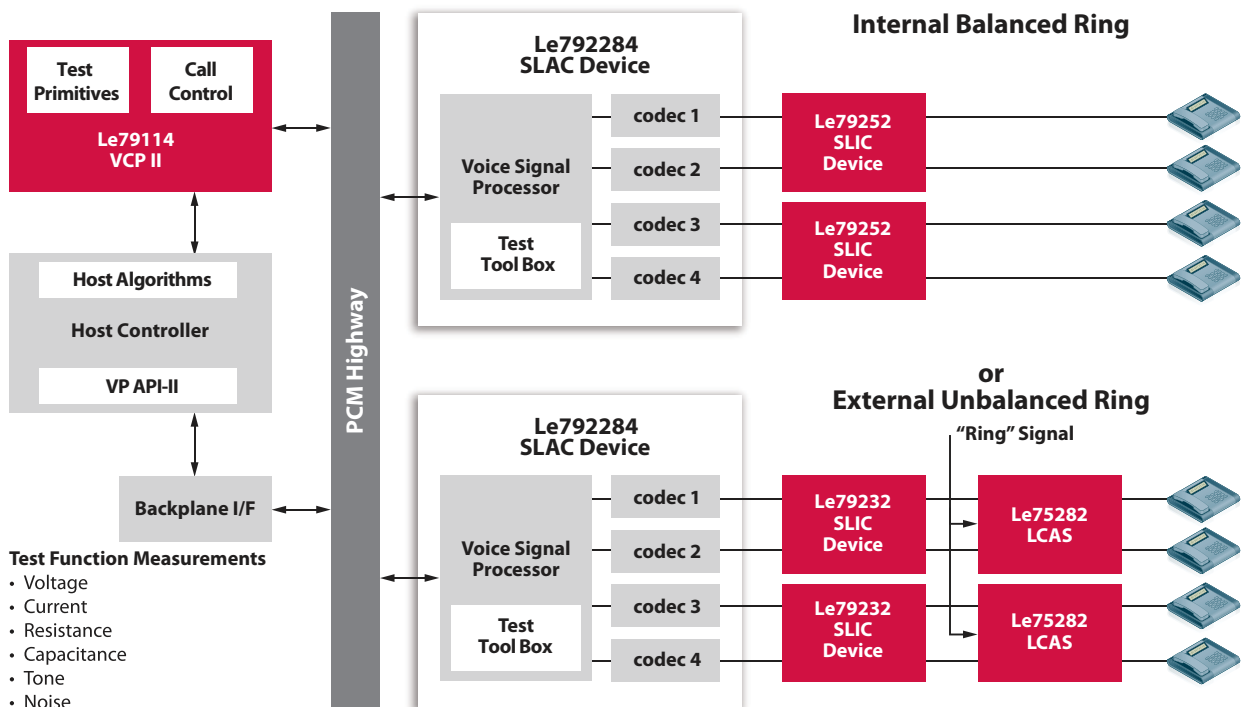 Test
Primitives
Call
Control
Le79114
VCP II
Host Algorithms
Host Controller
VP API-II
Backplane I/F
Test Function Measurements
• Voltage
• Current
• Resistance
• Capacitance
• Tone
• Noise
PCM Highway
Le792284
SLAC Device
Voice Signal
Processor
Test
Tool Box
codec 1
codec 2
codec 3
codec 4
Internal Balanced Ring
Le79252
SLIC
Device
Le79252
SLIC
Device
or
External Unbalanced Ring
"Ring" Signal
Le792284
SLAC Device
Voice Signal
Processor
Test
Tool Box
codec 1
codec 2
codec 3
codec 4
Le79232
SLIC
Device
Le79232
SLIC
Device
Le75282
LCAS
Le75282
LCAS